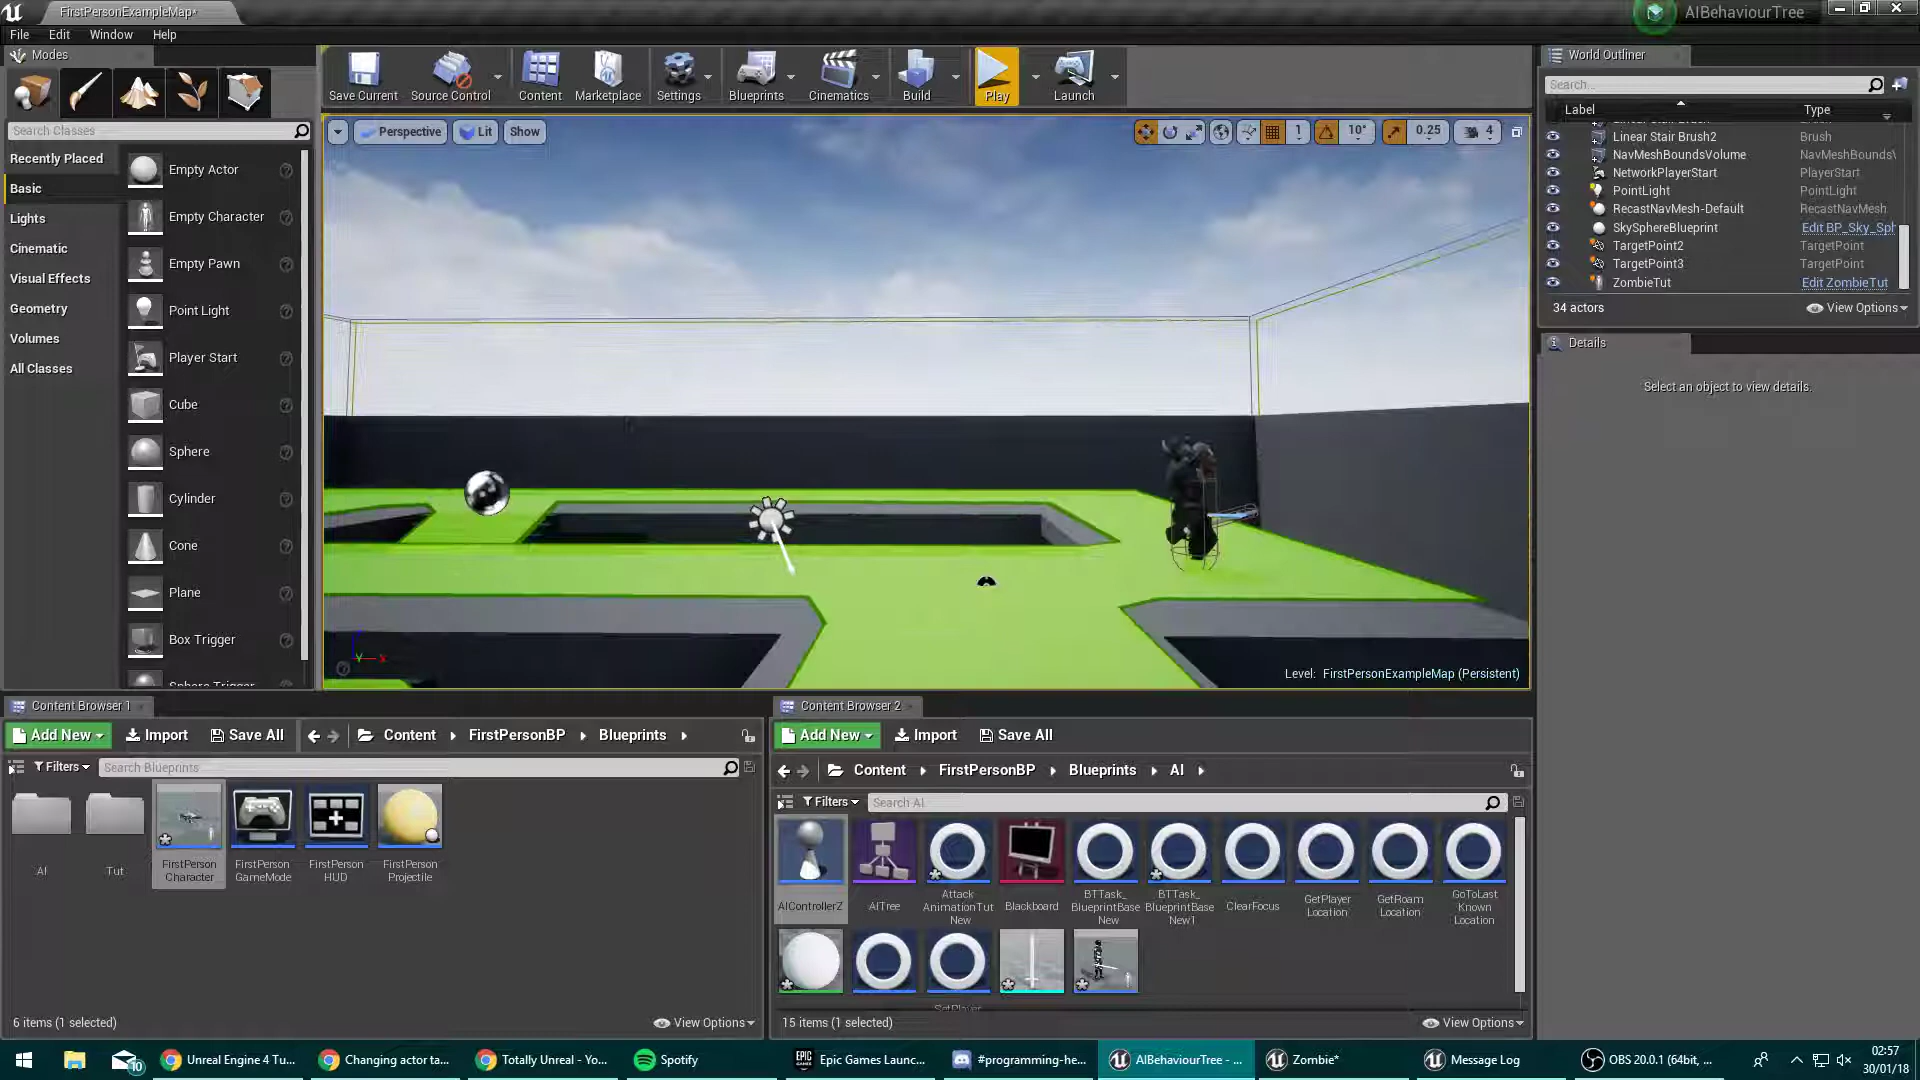 FirstPersonExampleMap*
AIBehaviourTree
File Edit Window Help
Modes
Search Classes
Recently Placed
Basic
Lights
Cinematic
Visual Effects
Geometry
Volumes
All Classes
Empty Actor
Empty Character
Empty Pawn
Point Light
Player Start
Cube
Sphere
Cylinder
Cone
Plane
Box Trigger
Sphere Trigger
Save Current Source Control Content Marketplace Settings Blueprints Cinematics Build Play Launch
Perspective Lit Show
1 10° 0.25 4
Level: FirstPersonExampleMap (Persistent)
World Outliner
Search...
Label Type
Linear Stair Brush2 Brush
NavMeshBoundsVolume NavMeshBounds\
NetworkPlayerStart PlayerStart
PointLight PointLight
RecastNavMesh-Default RecastNavMesh
SkySphereBlueprint Edit BP_Sky_Sph
TargetPoint2 TargetPoint
TargetPoint3 TargetPoint
ZombieTut Edit ZombieTut
34 actors View Options
Details
Select an object to view details.
Content Browser 1
Add New Import Save All Content FirstPersonBP Blueprints
Filters Search Blueprints
AI
Tut
FirstPerson
Character
FirstPerson
GameMode
FirstPerson
HUD
FirstPerson
Projectile
6 items (1 selected) View Options
Content Browser 2
Add New Import Save All
Content FirstPersonBP Blueprints AI
Filters Search AI
AIControllerZ
AITree
Attack
AnimationTut
New
Blackboard
BTTask_
BlueprintBase
New
BTTask_
BlueprintBase
New1
ClearFocus
GetPlayer
Location
GetRoam
Location
GoToLast
Known
Location
SetPlayer
15 items (1 selected) View Options
10 Unreal Engine 4 Tu... Changing actor ta... Totally Unreal - Yo... Spotify Epic Games Launc... #programming-he... AIBehaviourTree - ... Zombie* Message Log OBS 20.0.1 (64bit, ...
02:57
30/01/18